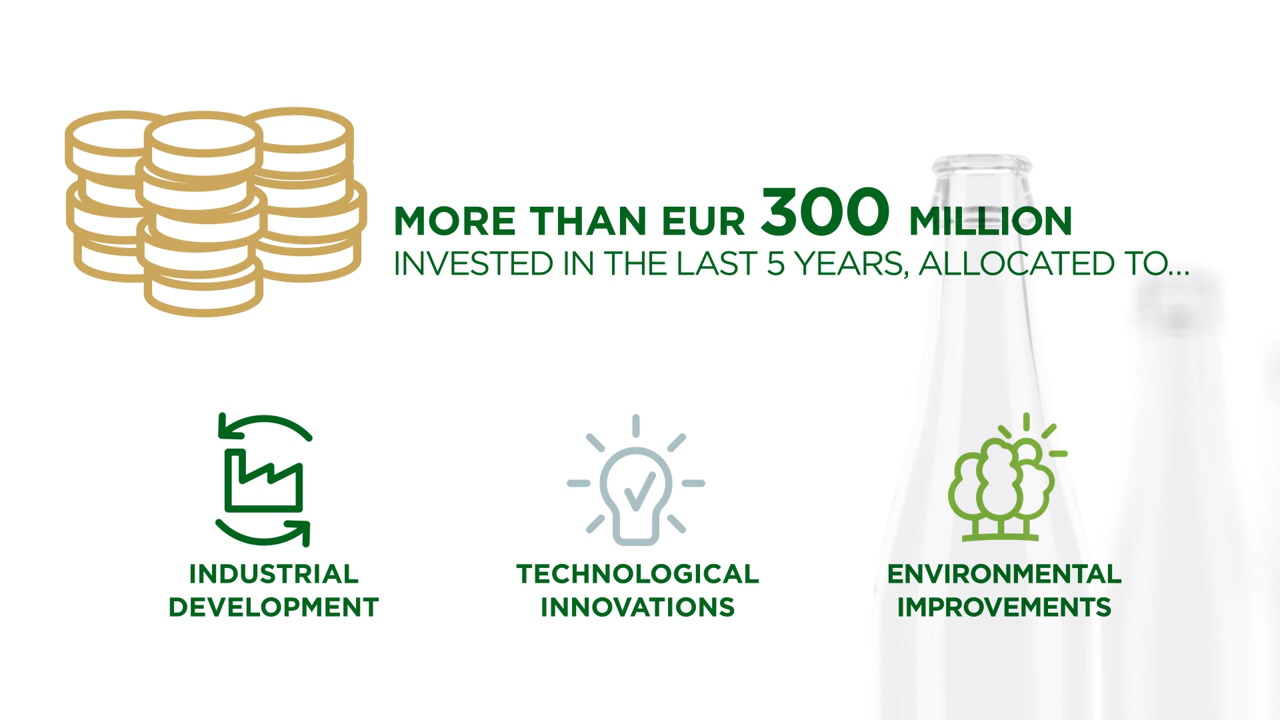 MORE THAN EUR 300 MILLION
INVESTED IN THE LAST 5 YEARS, ALLOCATED TO...
INDUSTRIAL
DEVELOPMENT
TECHNOLOGICAL
INNOVATIONS
ENVIRONMENTAL
IMPROVEMENTS